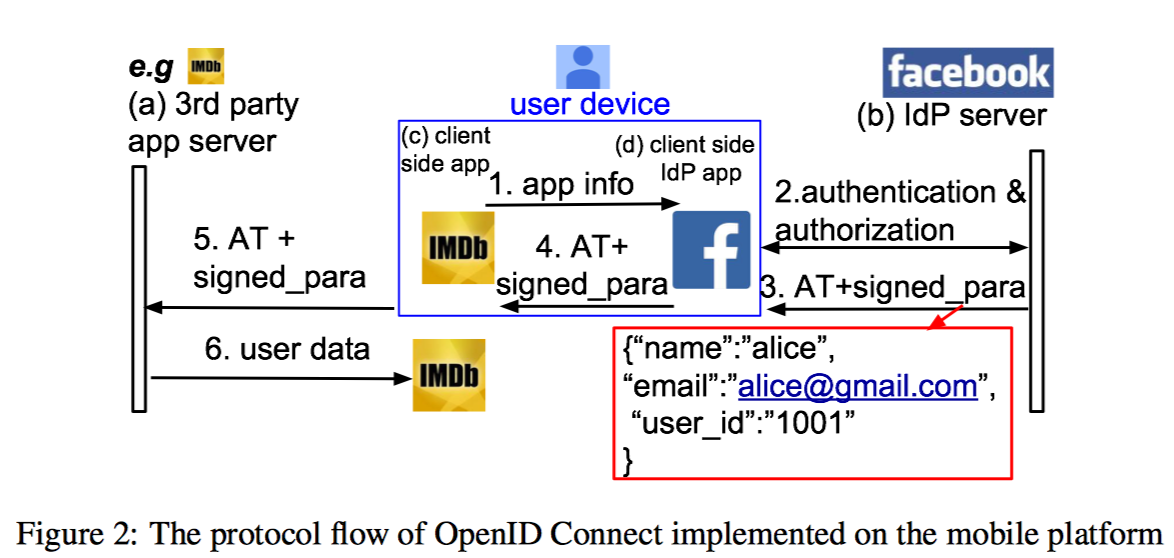 e.g IMDb
(a) 3rd party
app server
user device
facebook
(b) IdP server
(c) client
side app
(d) client side
IdP app
1. app info
2.authentication &
authorization
IMDb
f
3. AT+signed_para
4. AT+
signed_para
5. AT +
signed_para
6. user data
IMDb
{“name”:”alice”,
“email”:”alice@gmail.com”,
“user_id”:”1001”
}
Figure 2: The protocol flow of OpenID Connect implemented on the mobile platform